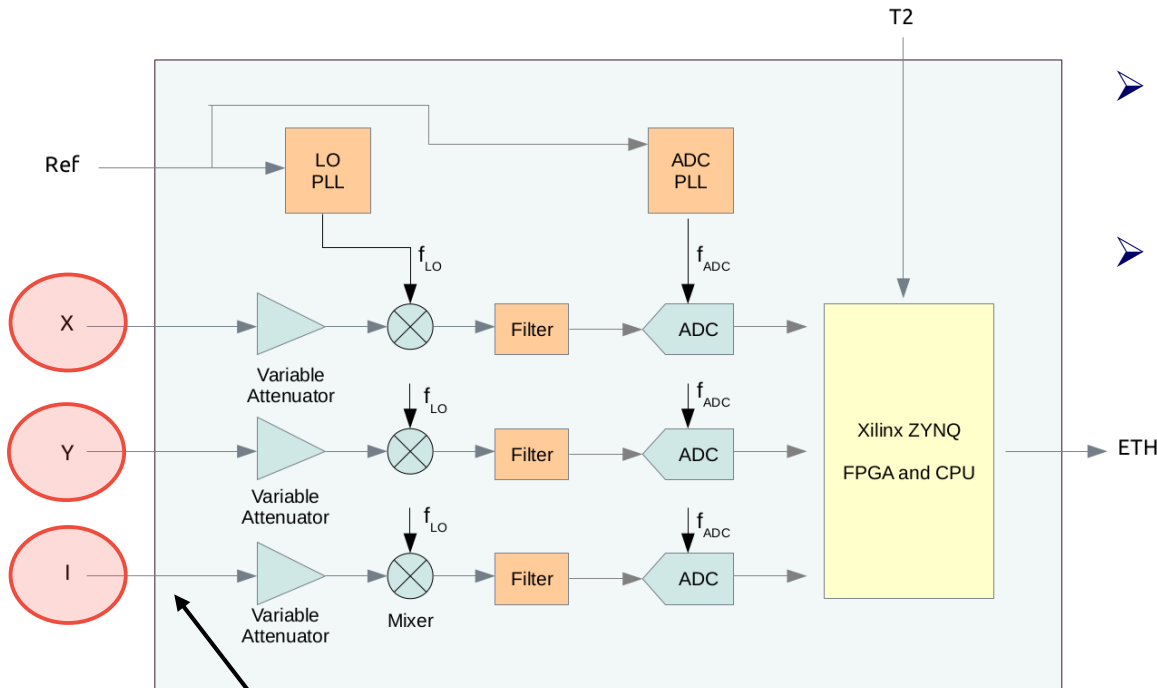 T2
Ref
LO
PLL
ADC
PLL
fLO
fADC
X
Filter
ADC
Variable
Attenuator
fLO
fADC
Y
Filter
ADC
Xilinx ZYNQ
FPGA and CPU
ETH
Variable
Attenuator
fLO
fADC
I
Filter
ADC
Variable
Attenuator
Mixer